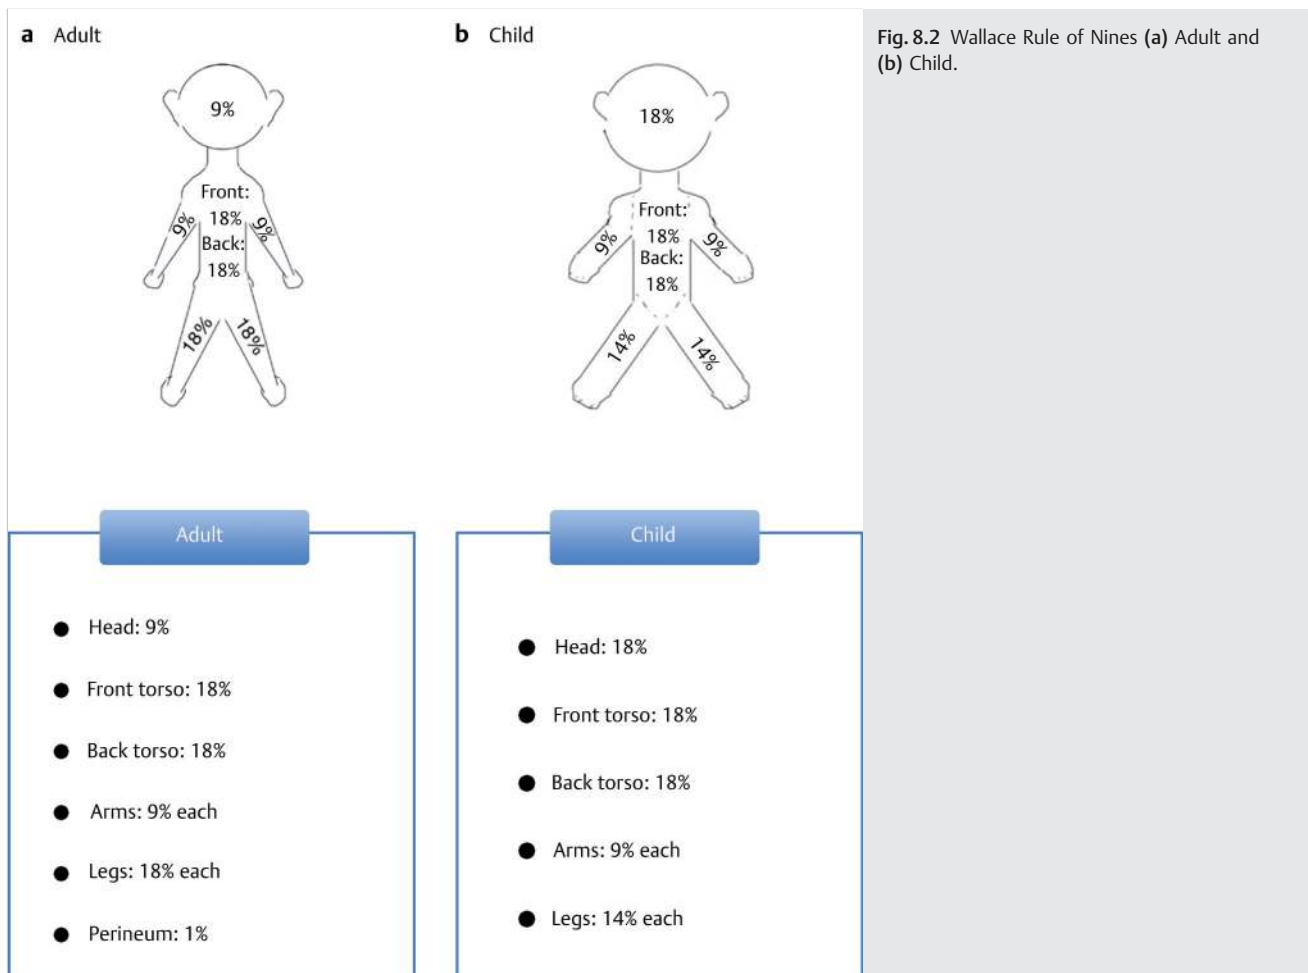 a Adult
9%
Front:
18%
9%
9%
Back:
18%
18%
18%
b Child
18%
Front:
18%
9%
9%
Back:
18%
14%
14%
Fig. 8.2 Wallace Rule of Nines (a) Adult and
(b) Child.
Adult
● Head: 9%
● Front torso: 18%
● Back torso: 18%
● Arms: 9% each
● Legs: 18% each
● Perineum: 1%
Child
● Head: 18%
● Front torso: 18%
● Back torso: 18%
● Arms: 9% each
● Legs: 14% each